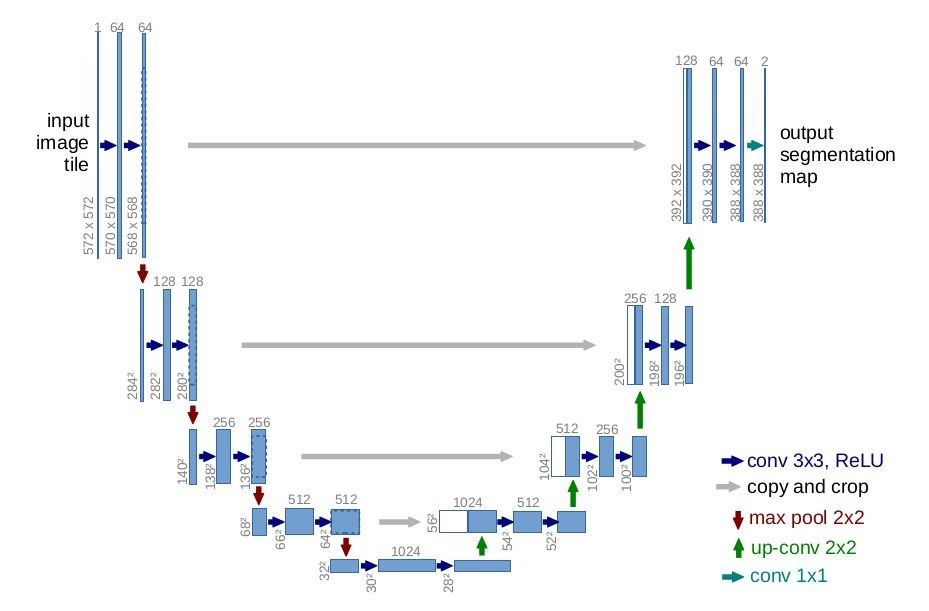 1 64 64
input
image
tile
572 x 572
570 x 570
568 x 568
128 64 64 2
output
segmentation
map
392 x 392
390 x 390
388 x 388
388 x 388
128 128
284²
282²
280²
256 128
200²
198²
196²
256 256
140²
138²
136²
512 256
104²
102²
100²
512 512
68²
66²
64²
1024 512
56²
54²
52²
1024
32²
30²
28²
conv 3x3, ReLU
copy and crop
max pool 2x2
up-conv 2x2
conv 1x1